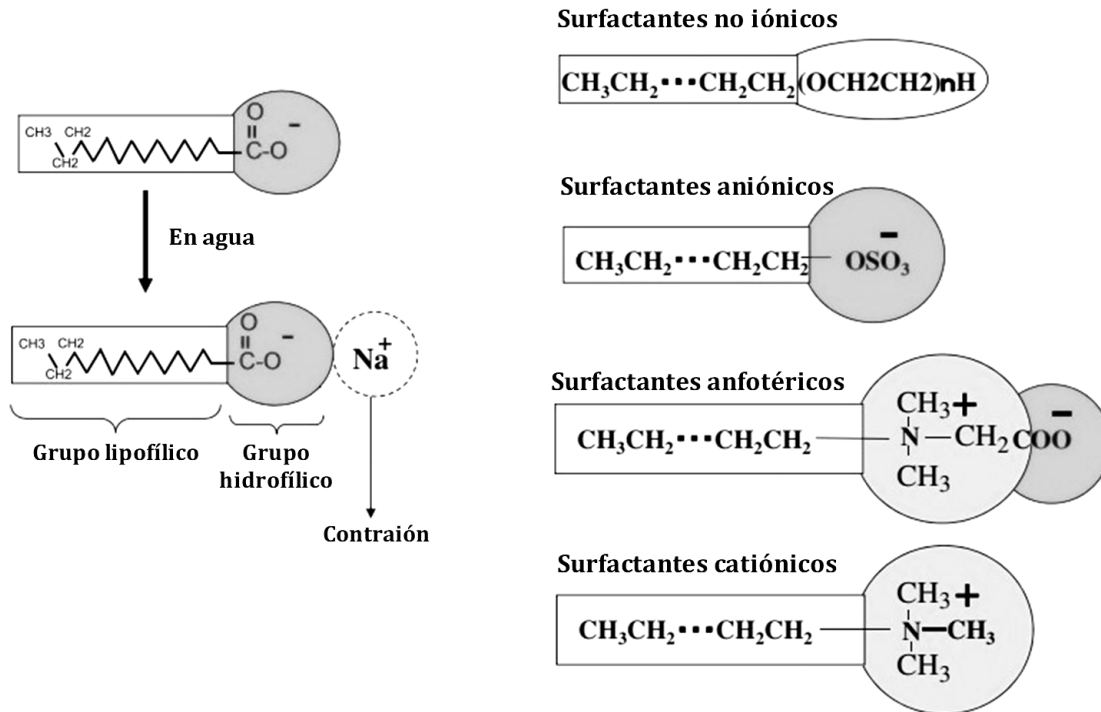 CH3 CH2
CH2
O
C-O
−
En agua
CH3 CH2
CH2
O
C-O
−
Na+
Grupo lipofílico
Grupo
hidrofílico
Contraión
Surfactantes no iónicos
CH₃CH₂···CH₂CH₂(OCH2CH2)nH
Surfactantes aniónicos
−
CH₃CH₂···CH₂CH₂ OSO₃
Surfactantes anfotéricos
CH₃+ −
CH₃CH₂···CH₂CH₂ N—CH₂COO
CH₃
Surfactantes catiónicos
CH₃+
CH₃CH₂···CH₂CH₂ N—CH₃
CH₃